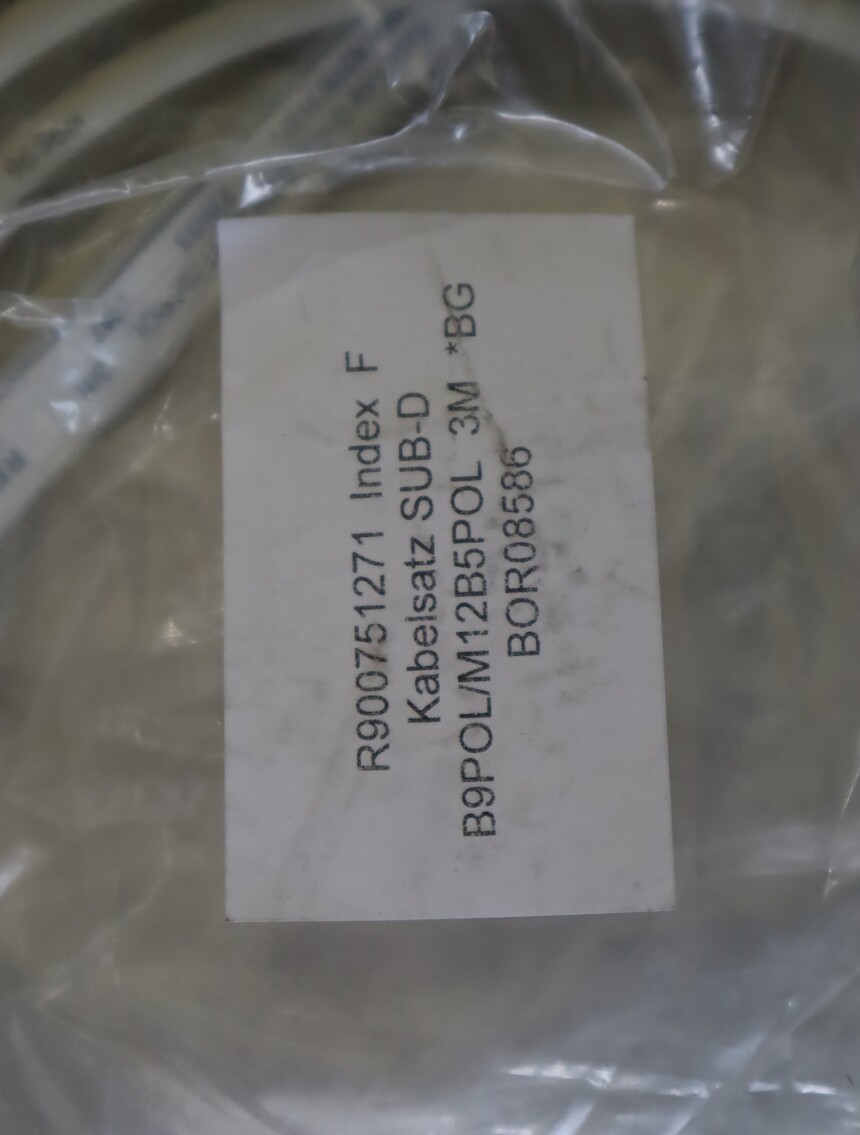 R900751271 Index F
Kabelsatz SUB-D
B9POL/M12B5POL 3M *BG
BOR08586